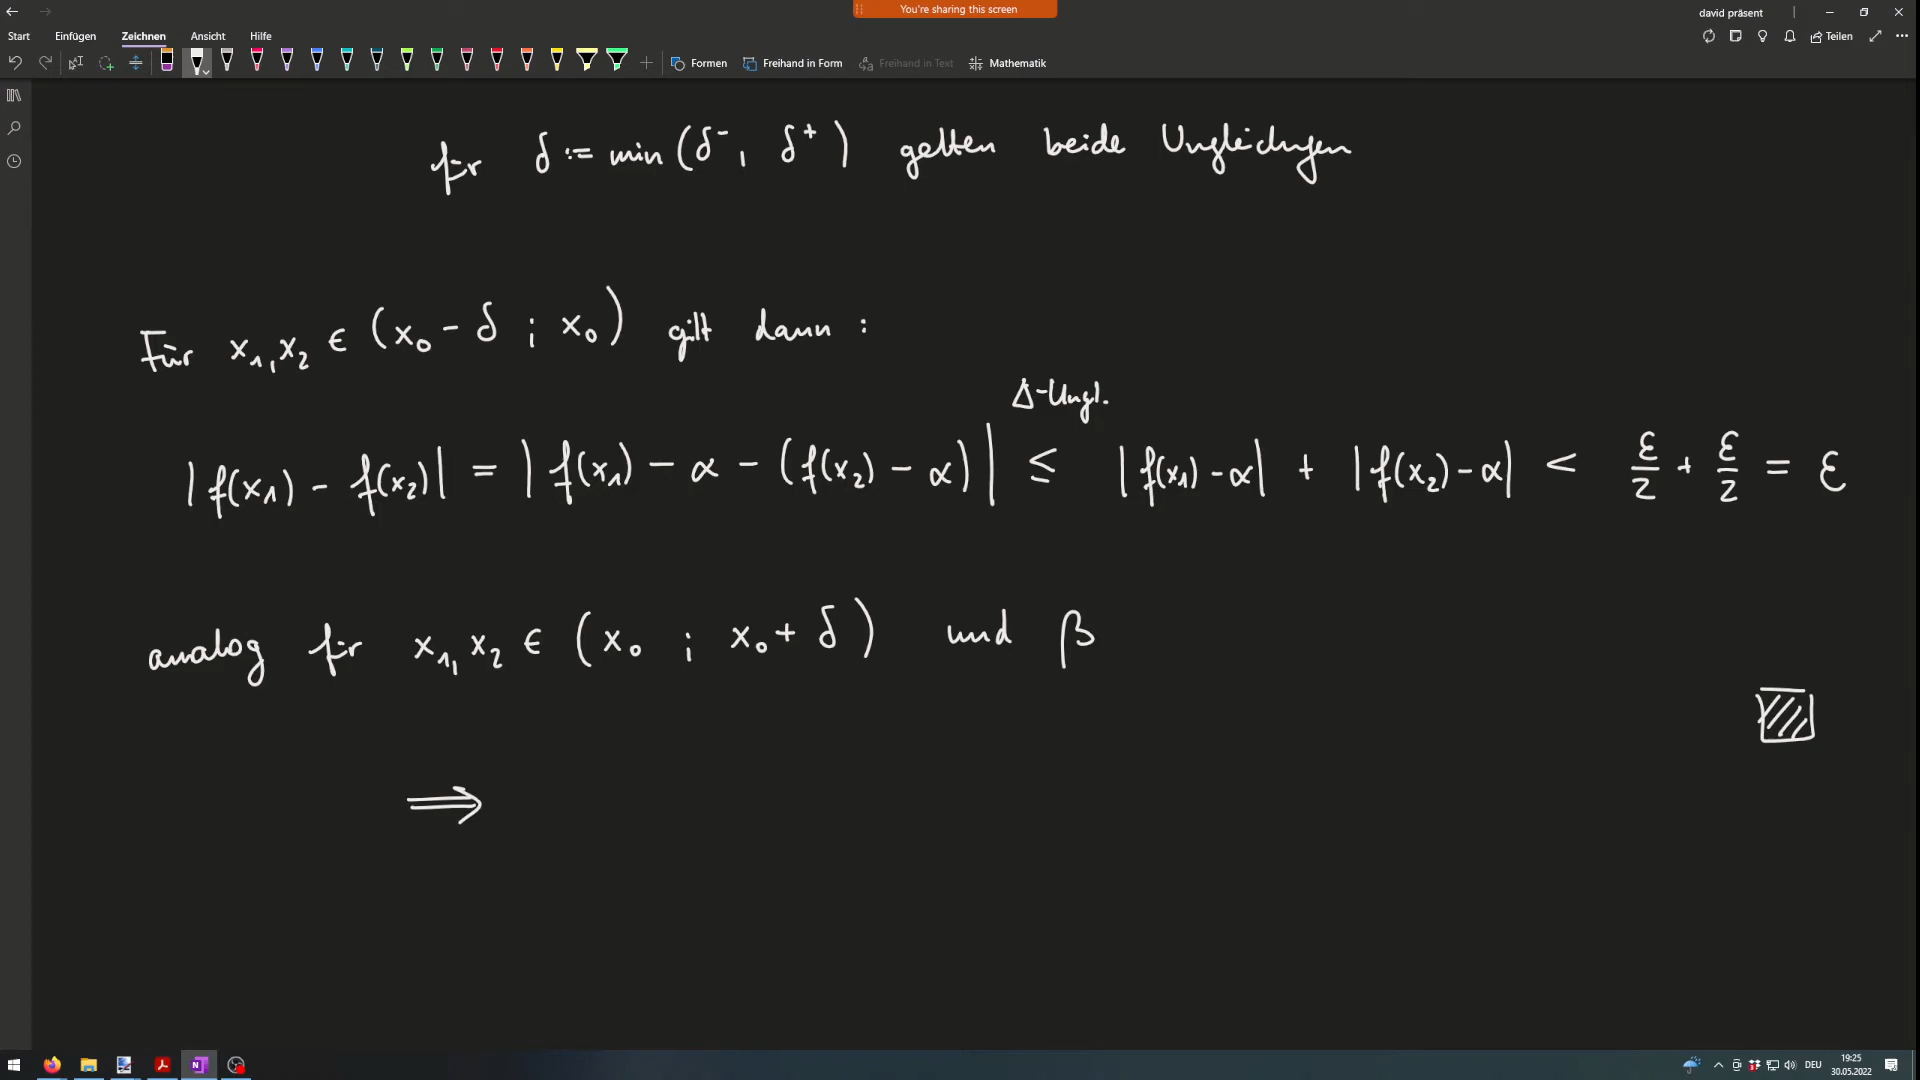 You're sharing this screen
david präsent
Start Einfügen Zeichnen Ansicht Hilfe
Teilen
Formen Freihand in Form Freihand in Text Mathematik
für δ := min (δ⁻, δ⁺) gelten beide Ungleichungen
Für x₁, x₂ ∈ (x₀ - δ ; x₀) gilt dann :
Δ-Ungl.
|f(x₁) - f(x₂)| = |f(x₁) - α - (f(x₂) - α)| ≤ |f(x₁) - α| + |f(x₂) - α| < ε/2 + ε/2 = ε
analog für x₁, x₂ ∈ (x₀ ; x₀ + δ) und β
⟹
DEU 19:25
30.05.2022